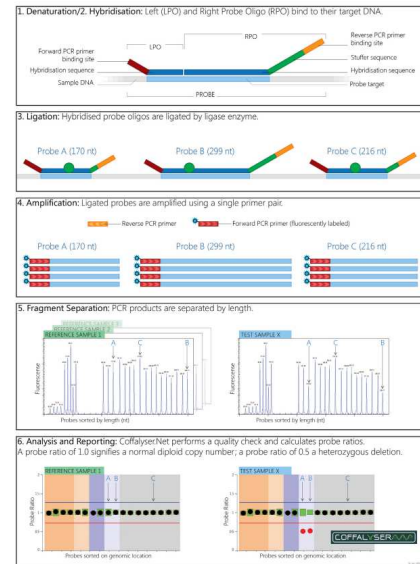 1. Denaturation/2. Hybridisation: Left (LPO) and Right Probe Oligo (RPO) bind to their target DNA.
RPO
LPO
Forward PCR primer
binding site
Hybridisation sequence
Sample DNA
Reverse PCR primer
binding site
Stuffer sequence
Hybridisation sequence
Probe target
PROBE
3. Ligation: Hybridised probe oligos are ligated by ligase enzyme.
Probe A (170 nt)
Probe B (299 nt)
Probe C (216 nt)
4. Amplification: Ligated probes are amplified using a single primer pair.
Reverse PCR primer
Forward PCR primer (fluorescently labeled)
Probe A (170 nt)
Probe B (299 nt)
Probe C (216 nt)
5. Fragment Separation: PCR products are separated by length.
REFERENCE SAMPLE 1
A
C
B
Fluorescense
Probes sorted by length (nt)
TEST SAMPLE X
A
C
B
Fluorescense
Probes sorted by length (nt)
6. Analysis and Reporting: Coffalyser.Net performs a quality check and calculates probe ratios.
A probe ratio of 1.0 signifies a normal diploid copy number; a probe ratio of 0.5 a heterozygous deletion.
REFERENCE SAMPLE 1
A B
C
Probe Ratio
Probes sorted on genomic location
TEST SAMPLE X
A B
C
Probe Ratio
Probes sorted on genomic location
COFFALYSER